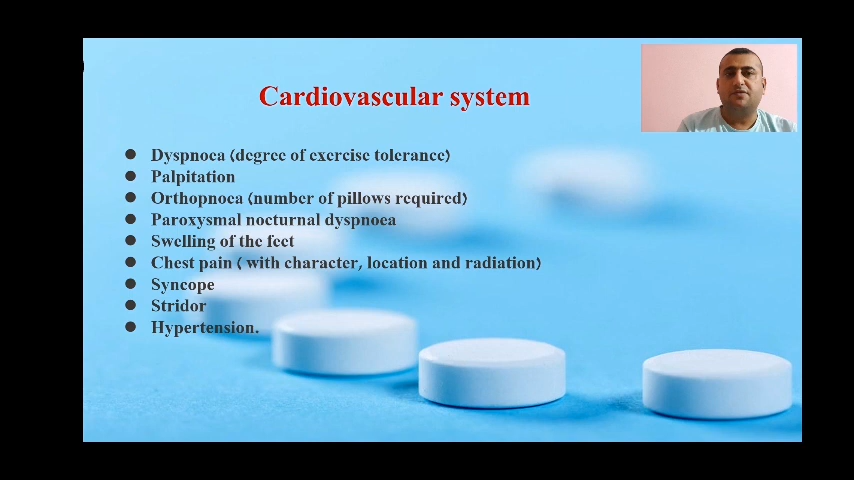 Cardiovascular system
● Dyspnoea (degree of exercise tolerance)
● Palpitation
● Orthopnoea (number of pillows required)
● Paroxysmal nocturnal dyspnoea
● Swelling of the feet
● Chest pain ( with character, location and radiation)
● Syncope
● Stridor
● Hypertension.